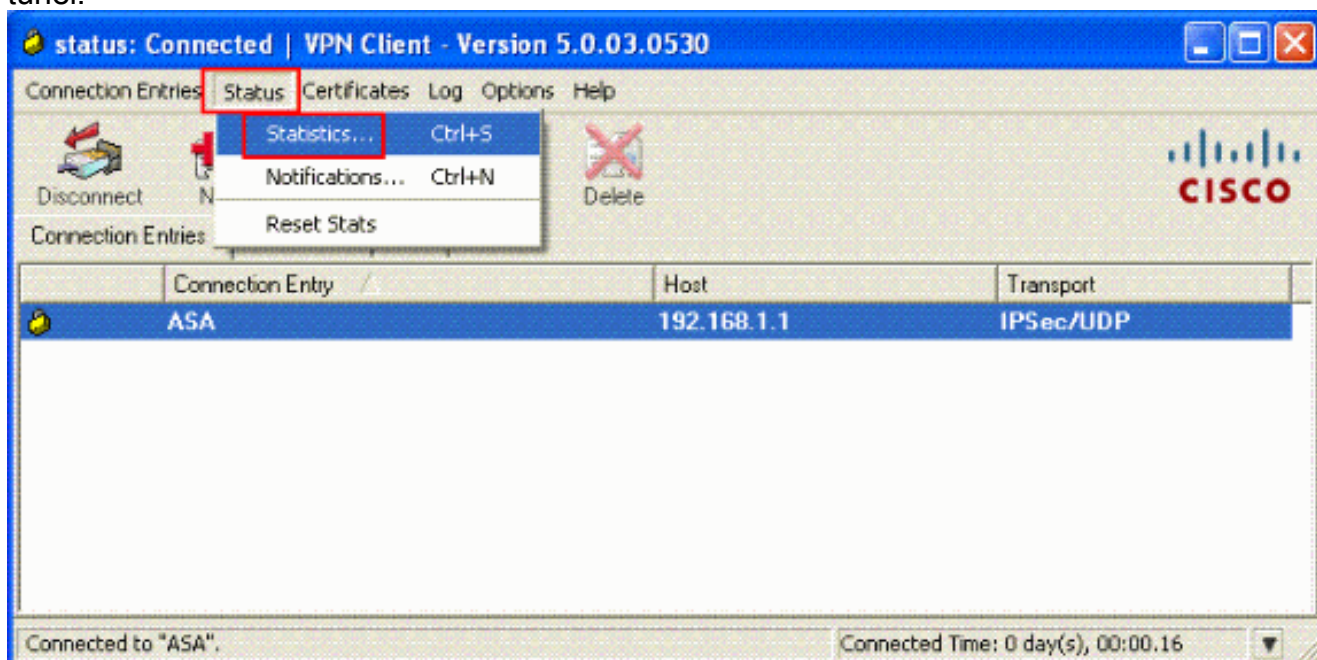 túnel.
status: Connected | VPN Client - Version 5.0.03.0530
Connection Entries Status Certificates Log Options Help
Statistics... Ctrl+S
Notifications... Ctrl+N
Reset Stats
Disconnect N Delete
CISCO
Connection Entries
Connection Entry / Host Transport
ASA 192.168.1.1 IPSec/UDP
Connected to "ASA". Connected Time: 0 day(s), 00:00.16